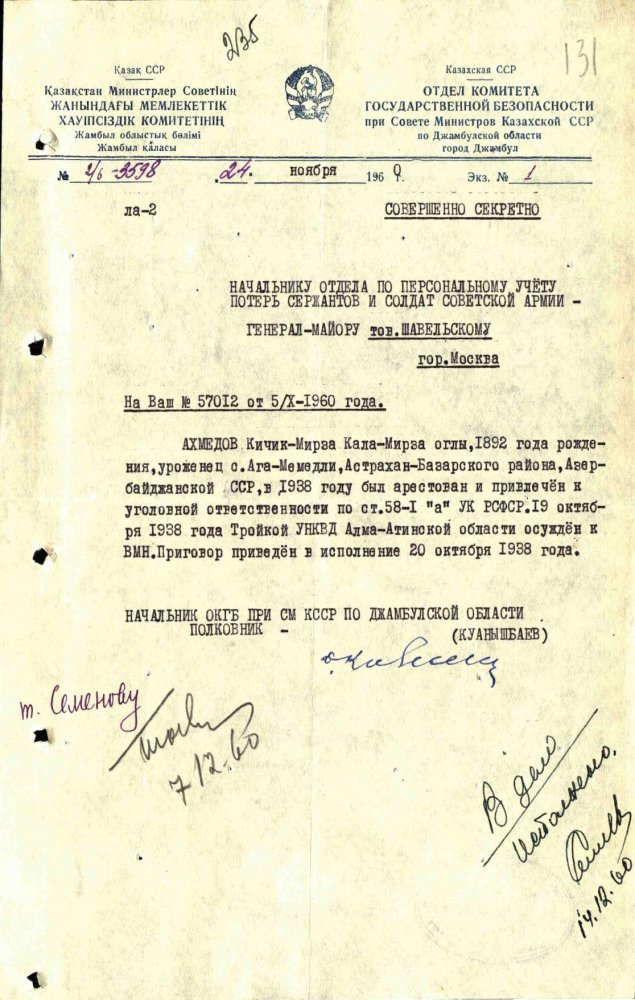 235
131
Қазақ ССР
Қазақстан Министрлер Советінің
ЖАНЫНДАҒЫ МЕМЛЕКЕТТІК
ХАУІПСІЗДІК КОМИТЕТІНІҢ
Жамбыл облыстық бөлімі
Жамбыл қаласы
Казахская ССР
ОТДЕЛ КОМИТЕТА
ГОСУДАРСТВЕННОЙ БЕЗОПАСНОСТИ
при Совете Министров Казахской ССР
по Джамбулской области
город Джамбул
№ 2/6-3598 „24„ ноября 1960 г. Экз. № 1
ла-2
СОВЕРШЕННО СЕКРЕТНО
НАЧАЛЬНИКУ ОТДЕЛА ПО ПЕРСОНАЛЬНОМУ УЧЁТУ
ПОТЕРЬ СЕРЖАНТОВ И СОЛДАТ СОВЕТСКОЙ АРМИИ -
ГЕНЕРАЛ-МАЙОРУ тов.ШАВЕЛЬСКОМУ
гор.Москва
На Ваш № 57012 от 5/X-1960 года.
АХМЕДОВ Кичик-Мирза Кала-Мирза оглы,1892 года рожде-
ния,уроженец с.Ага-Мемедли,Астрахан-Базарского района,Азер-
байджанской ССР,в 1938 году был арестован и привлечён к
уголовной ответственности по ст.58-I "а" УК РСФСР.19 октяб-
ря 1938 года Тройкой УНКВД Алма-Атинской области осуждён к
ВМН.Приговор приведён в исполнение 20 октября 1938 года.
НАЧАЛЬНИК ОКГБ ПРИ СМ КССР ПО ДЖАМБУЛСКОЙ ОБЛАСТИ
ПОЛКОВНИК -
(КУАНЫШБАЕВ)
т. Семенову
7.12.60
В дело
14.12.60